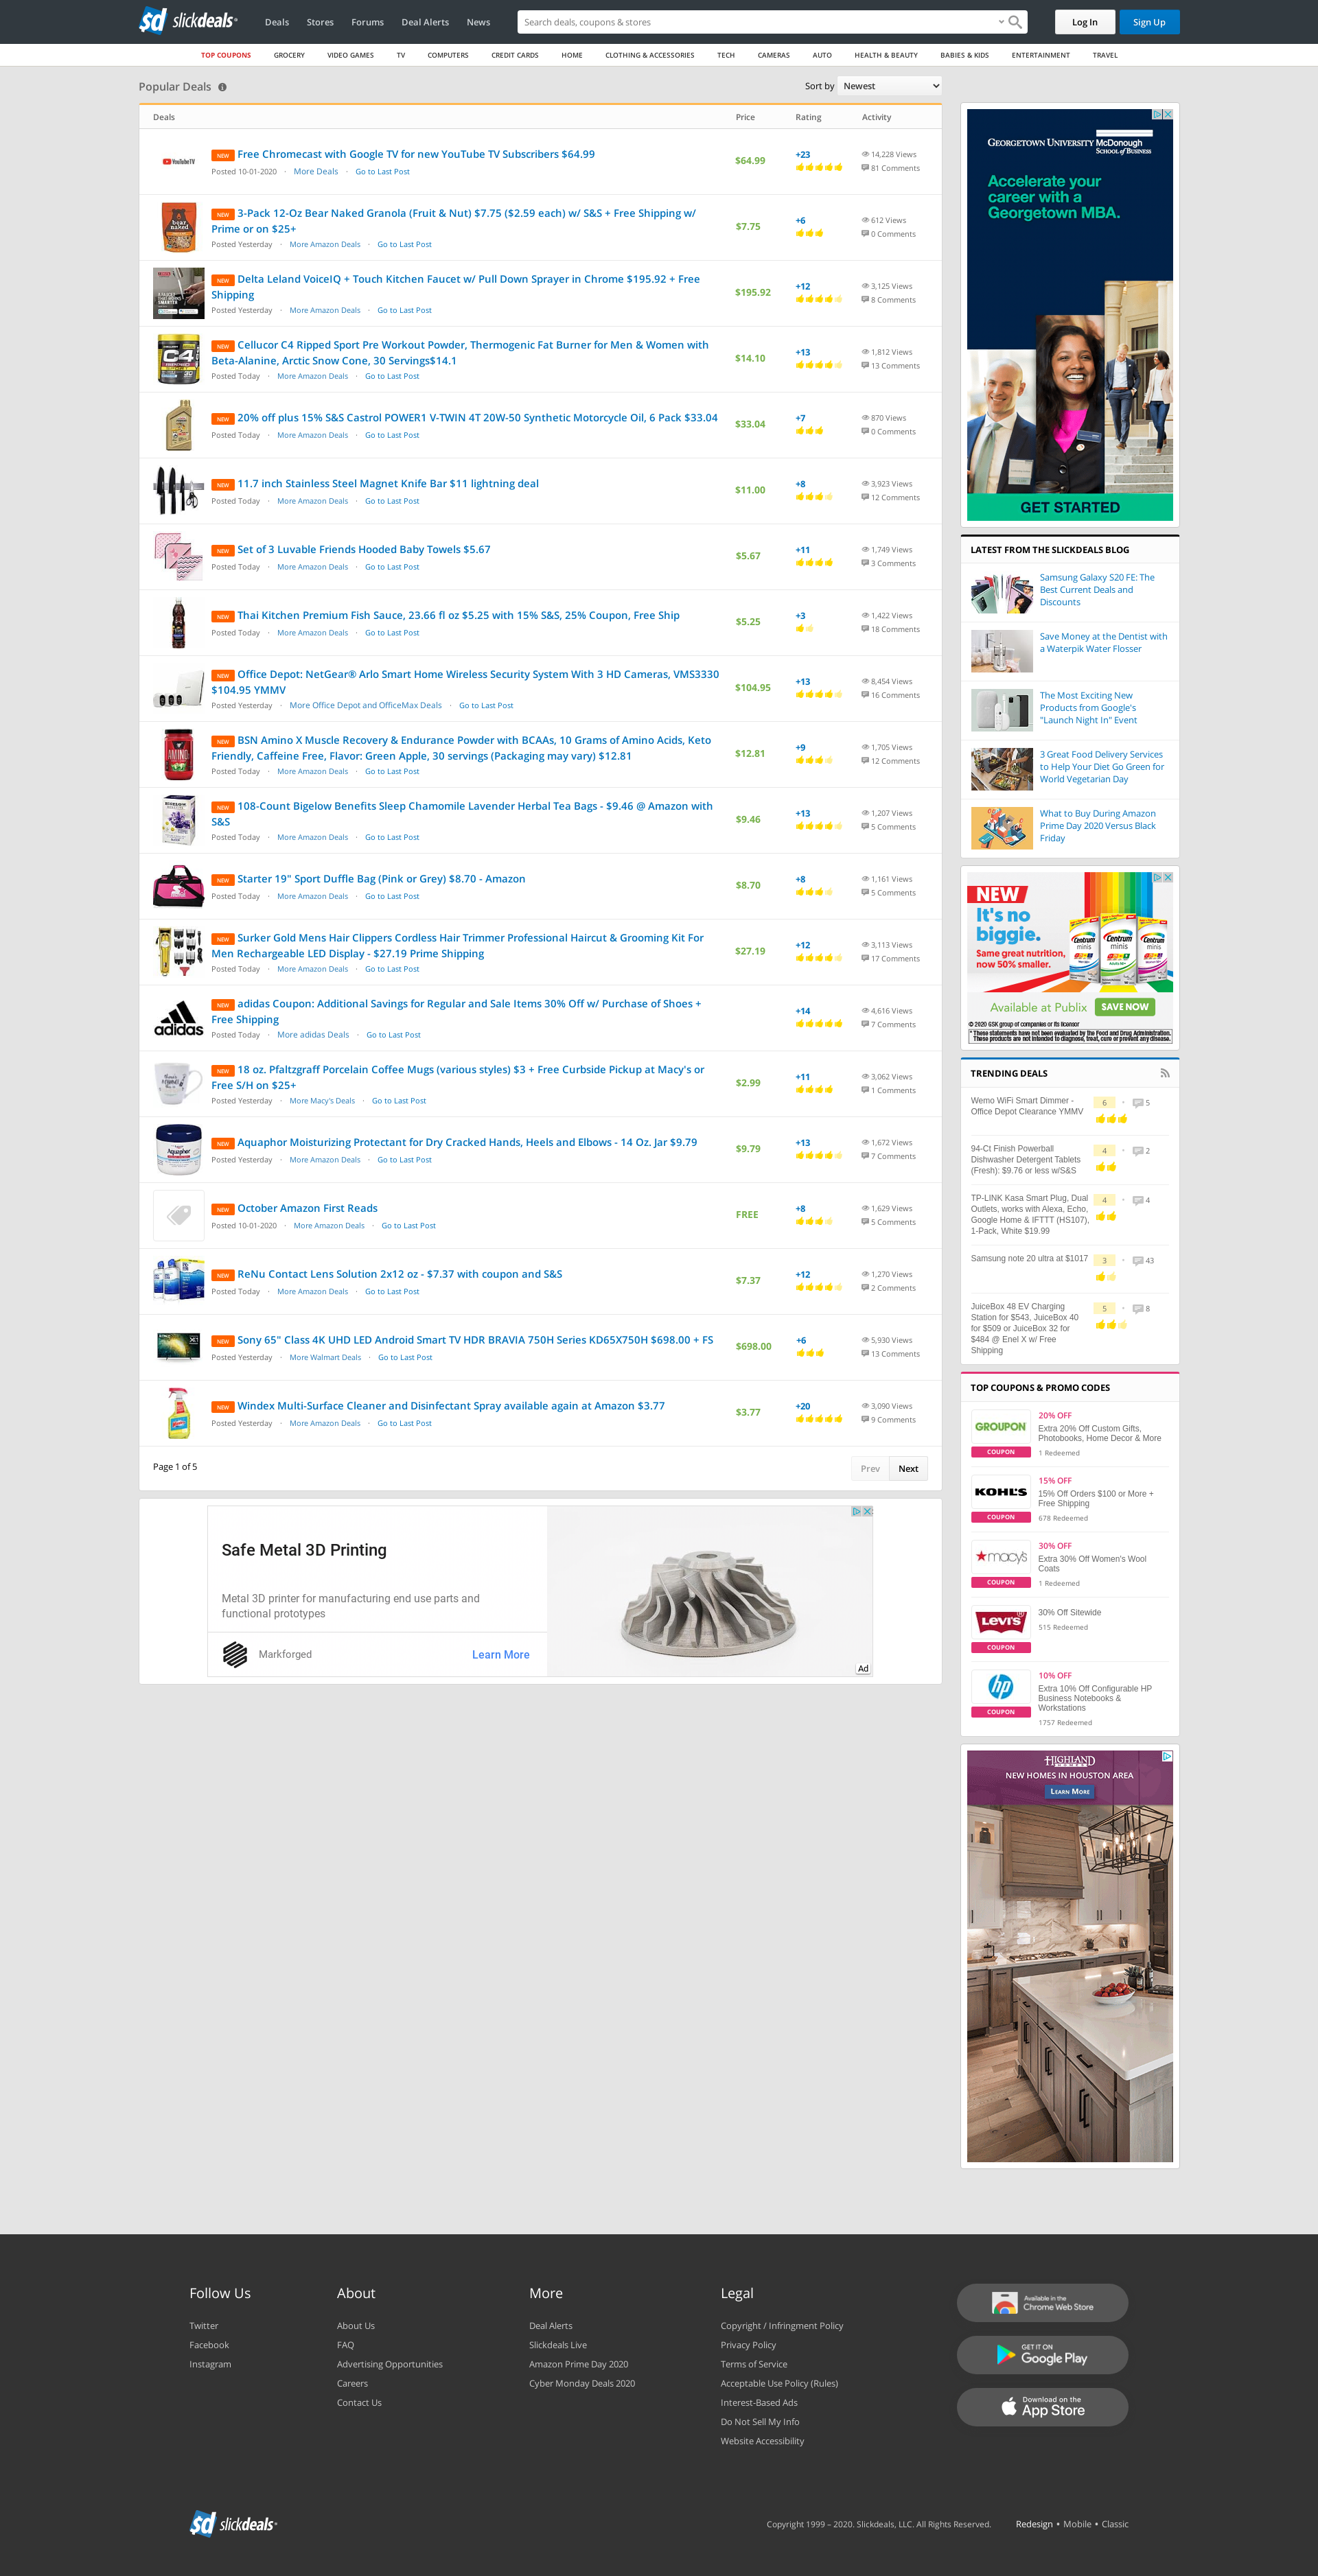 slickdeals
Deals
Stores
Forums
Deal Alerts
News
Search deals, coupons & stores
Log In
Sign Up
TOP COUPONS
GROCERY
VIDEO GAMES
TV
COMPUTERS
CREDIT CARDS
HOME
CLOTHING & ACCESSORIES
TECH
CAMERAS
AUTO
HEALTH & BEAUTY
BABIES & KIDS
ENTERTAINMENT
TRAVEL
Popular Deals
Sort by Newest
Deals Price Rating Activity
NEW Free Chromecast with Google TV for new YouTube TV Subscribers $64.99
Posted 10-01-2020 · More Deals · Go to Last Post
$64.99
+23
14,228 Views
81 Comments
NEW 3-Pack 12-Oz Bear Naked Granola (Fruit & Nut) $7.75 ($2.59 each) w/ S&S + Free Shipping w/
Prime or on $25+
Posted Yesterday · More Amazon Deals · Go to Last Post
$7.75
+6
612 Views
0 Comments
NEW Delta Leland VoiceIQ + Touch Kitchen Faucet w/ Pull Down Sprayer in Chrome $195.92 + Free
Shipping
Posted Yesterday · More Amazon Deals · Go to Last Post
$195.92
+12
3,125 Views
8 Comments
NEW Cellucor C4 Ripped Sport Pre Workout Powder, Thermogenic Fat Burner for Men & Women with
Beta-Alanine, Arctic Snow Cone, 30 Servings$14.1
Posted Today · More Amazon Deals · Go to Last Post
$14.10
+13
1,812 Views
13 Comments
NEW 20% off plus 15% S&S Castrol POWER1 V-TWIN 4T 20W-50 Synthetic Motorcycle Oil, 6 Pack $33.04
Posted Today · More Amazon Deals · Go to Last Post
$33.04
+7
870 Views
0 Comments
NEW 11.7 inch Stainless Steel Magnet Knife Bar $11 lightning deal
Posted Today · More Amazon Deals · Go to Last Post
$11.00
+8
3,923 Views
12 Comments
NEW Set of 3 Luvable Friends Hooded Baby Towels $5.67
Posted Today · More Amazon Deals · Go to Last Post
$5.67
+11
1,749 Views
3 Comments
NEW Thai Kitchen Premium Fish Sauce, 23.66 fl oz $5.25 with 15% S&S, 25% Coupon, Free Ship
Posted Today · More Amazon Deals · Go to Last Post
$5.25
+3
1,422 Views
18 Comments
NEW Office Depot: NetGear® Arlo Smart Home Wireless Security System With 3 HD Cameras, VMS3330
$104.95 YMMV
Posted Yesterday · More Office Depot and OfficeMax Deals · Go to Last Post
$104.95
+13
8,454 Views
16 Comments
NEW BSN Amino X Muscle Recovery & Endurance Powder with BCAAs, 10 Grams of Amino Acids, Keto
Friendly, Caffeine Free, Flavor: Green Apple, 30 servings (Packaging may vary) $12.81
Posted Today · More Amazon Deals · Go to Last Post
$12.81
+9
1,705 Views
12 Comments
NEW 108-Count Bigelow Benefits Sleep Chamomile Lavender Herbal Tea Bags - $9.46 @ Amazon with
S&S
Posted Today · More Amazon Deals · Go to Last Post
$9.46
+13
1,207 Views
5 Comments
NEW Starter 19" Sport Duffle Bag (Pink or Grey) $8.70 - Amazon
Posted Today · More Amazon Deals · Go to Last Post
$8.70
+8
1,161 Views
5 Comments
NEW Surker Gold Mens Hair Clippers Cordless Hair Trimmer Professional Haircut & Grooming Kit For
Men Rechargeable LED Display - $27.19 Prime Shipping
Posted Today · More Amazon Deals · Go to Last Post
$27.19
+12
3,113 Views
17 Comments
adidas
NEW adidas Coupon: Additional Savings for Regular and Sale Items 30% Off w/ Purchase of Shoes +
Free Shipping
Posted Today · More adidas Deals · Go to Last Post
+14
4,616 Views
7 Comments
NEW 18 oz. Pfaltzgraff Porcelain Coffee Mugs (various styles) $3 + Free Curbside Pickup at Macy's or
Free S/H on $25+
Posted Yesterday · More Macy's Deals · Go to Last Post
$2.99
+11
3,062 Views
1 Comments
NEW Aquaphor Moisturizing Protectant for Dry Cracked Hands, Heels and Elbows - 14 Oz. Jar $9.79
Posted Yesterday · More Amazon Deals · Go to Last Post
$9.79
+13
1,672 Views
7 Comments
NEW October Amazon First Reads
Posted 10-01-2020 · More Amazon Deals · Go to Last Post
FREE
+8
1,629 Views
5 Comments
NEW ReNu Contact Lens Solution 2x12 oz - $7.37 with coupon and S&S
Posted Today · More Amazon Deals · Go to Last Post
$7.37
+12
1,270 Views
2 Comments
NEW Sony 65" Class 4K UHD LED Android Smart TV HDR BRAVIA 750H Series KD65X750H $698.00 + FS
Posted Yesterday · More Walmart Deals · Go to Last Post
$698.00
+6
5,930 Views
13 Comments
NEW Windex Multi-Surface Cleaner and Disinfectant Spray available again at Amazon $3.77
Posted Yesterday · More Amazon Deals · Go to Last Post
$3.77
+20
3,090 Views
9 Comments
Page 1 of 5
Prev
Next
Safe Metal 3D Printing
Metal 3D printer for manufacturing end use parts and
functional prototypes
Markforged
Learn More
Ad
GEORGETOWN UNIVERSITY McDonough
SCHOOL of BUSINESS
Accelerate your
career with a
Georgetown MBA.
GET STARTED
LATEST FROM THE SLICKDEALS BLOG
Samsung Galaxy S20 FE: The
Best Current Deals and
Discounts
Save Money at the Dentist with
a Waterpik Water Flosser
The Most Exciting New
Products from Google's
"Launch Night In" Event
3 Great Food Delivery Services
to Help Your Diet Go Green for
World Vegetarian Day
What to Buy During Amazon
Prime Day 2020 Versus Black
Friday
NEW
It's no
biggie.
Same great nutrition,
now 50% smaller.
Centrum minis
Centrum minis
Centrum minis
Available at Publix
SAVE NOW
© 2020 GSK group of companies or its licensor
* These statements have not been evaluated by the Food and Drug Administration.
These products are not intended to diagnose, treat, cure or prevent any disease.
TRENDING DEALS
Wemo WiFi Smart Dimmer -
Office Depot Clearance YMMV
6 · 5
94-Ct Finish Powerball
Dishwasher Detergent Tablets
(Fresh): $9.76 or less w/S&S
4 · 2
TP-LINK Kasa Smart Plug, Dual
Outlets, works with Alexa, Echo,
Google Home & IFTTT (HS107),
1-Pack, White $19.99
4 · 4
Samsung note 20 ultra at $1017
3 · 43
JuiceBox 48 EV Charging
Station for $543, JuiceBox 40
for $509 or JuiceBox 32 for
$484 @ Enel X w/ Free
Shipping
5 · 8
TOP COUPONS & PROMO CODES
GROUPON
COUPON
20% OFF
Extra 20% Off Custom Gifts,
Photobooks, Home Decor & More
1 Redeemed
KOHL'S
COUPON
15% OFF
15% Off Orders $100 or More +
Free Shipping
678 Redeemed
macy's
COUPON
30% OFF
Extra 30% Off Women's Wool
Coats
1 Redeemed
LEVI'S
COUPON
30% Off Sitewide
515 Redeemed
hp
COUPON
10% OFF
Extra 10% Off Configurable HP
Business Notebooks &
Workstations
1757 Redeemed
HIGHLAND
HOMES
NEW HOMES IN HOUSTON AREA
LEARN MORE
Follow Us
Twitter
Facebook
Instagram
About
About Us
FAQ
Advertising Opportunities
Careers
Contact Us
More
Deal Alerts
Slickdeals Live
Amazon Prime Day 2020
Cyber Monday Deals 2020
Legal
Copyright / Infringment Policy
Privacy Policy
Terms of Service
Acceptable Use Policy (Rules)
Interest-Based Ads
Do Not Sell My Info
Website Accessibility
Available in the
Chrome Web Store
GET IT ON
Google Play
Download on the
App Store
slickdeals
Copyright 1999 – 2020. Slickdeals, LLC. All Rights Reserved.
Redesign • Mobile • Classic